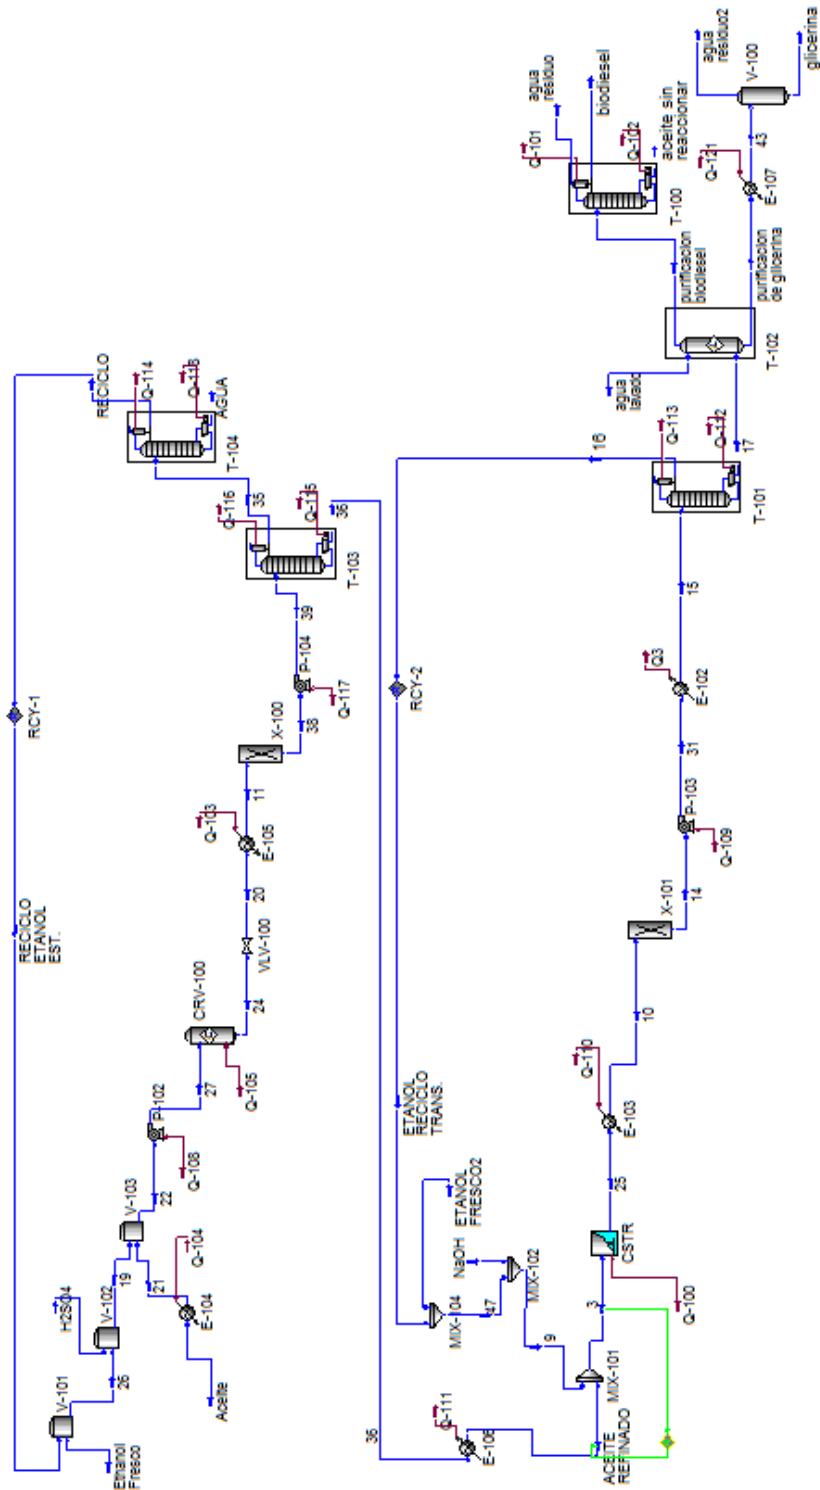 Ethanol
Fresco
V-101
26
H2SO4
V-102
19
21
Aceite
E-104
Q-104
V-103
22
P-102
Q-108
27
CRV-100
Q-105
24
VLV-100
20
Q-103
E-105
11
X-100
38
P-104
Q-117
39
T-103
Q-116
Q-115
36
35
T-104
Q-114
RECICLO
AGUA
RCY-1
RECICLO
ETANOL
EST.
36
Q-111
ACEITE
REFINADO
MIX-104
47
NaOH
ETANOL
FRESCO2
MIX-102
9
MIX-101
3
CSTR
Q-100
25
ETANOL
RECICLO
TRANS.
Q-110
E-103
10
X-101
14
P-103
Q-109
31
Q3
E-102
15
RCY-2
16
T-101
Q-113
Q-112
17
agua
lavado
T-102
purificacion
biodiesel
purificacion
de glicerina
T-100
Q-101
Q-102
agua
residuo
biodiesel
aceite sin
reaccionar
Q-121
E-107
43
V-100
agua
residuo2
glicerina